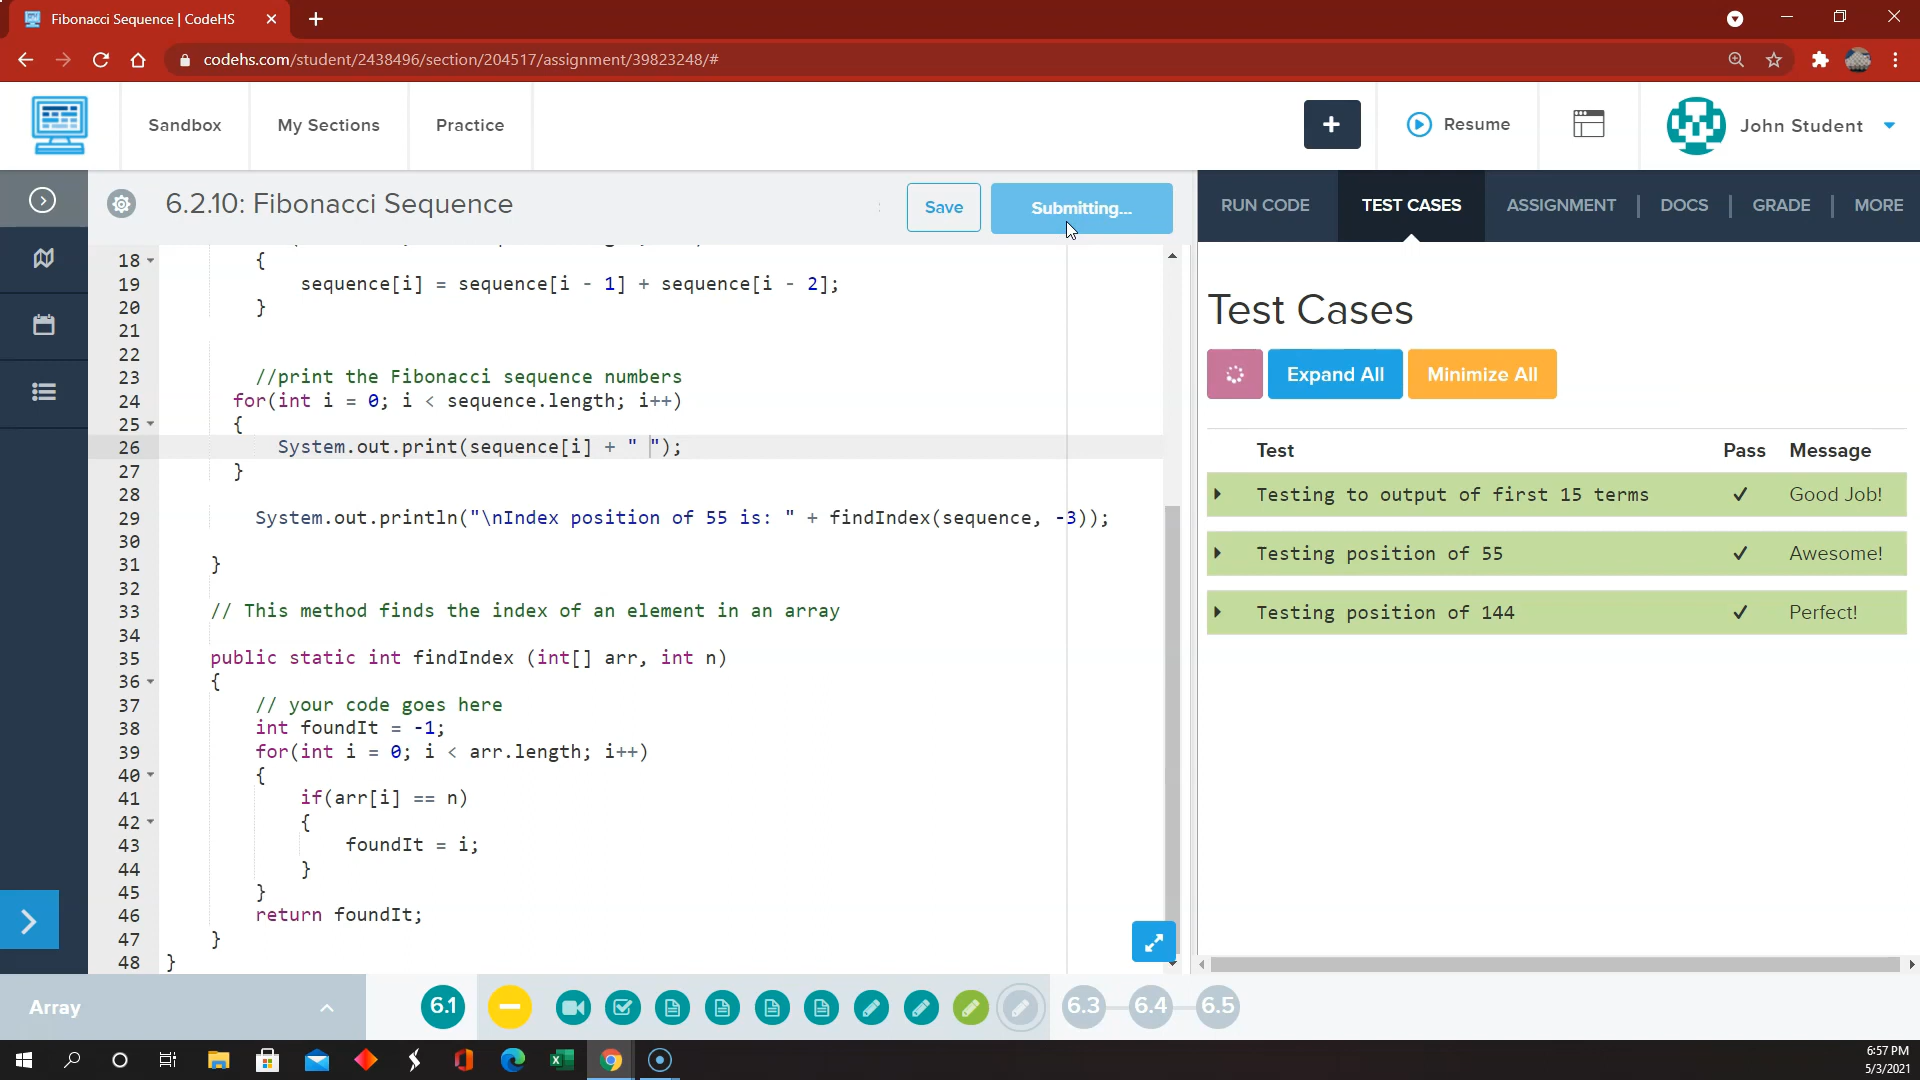 Fibonacci Sequence | CodeHS
codehs.com/student/2438496/section/204517/assignment/39823248/#
Sandbox
My Sections
Practice
+
Resume
John Student
6.2.10: Fibonacci Sequence
Save
Submitting...
RUN CODE
TEST CASES
ASSIGNMENT
DOCS
GRADE
MORE
18 {
19 sequence[i] = sequence[i - 1] + sequence[i - 2];
20 }
21
22
23 //print the Fibonacci sequence numbers
24 for(int i = 0; i < sequence.length; i++)
25 {
26 System.out.print(sequence[i] + " ");
27 }
28
29 System.out.println("\nIndex position of 55 is: " + findIndex(sequence, -3));
30
31 }
32
33 // This method finds the index of an element in an array
34
35 public static int findIndex (int[] arr, int n)
36 {
37 // your code goes here
38 int foundIt = -1;
39 for(int i = 0; i < arr.length; i++)
40 {
41 if(arr[i] == n)
42 {
43 foundIt = i;
44 }
45 }
46 return foundIt;
47 }
48 }
Test Cases
Expand All
Minimize All
Test Pass Message
Testing to output of first 15 terms ✓ Good Job!
Testing position of 55 ✓ Awesome!
Testing position of 144 ✓ Perfect!
Array
6.1
6.3
6.4
6.5
6:57 PM
5/3/2021